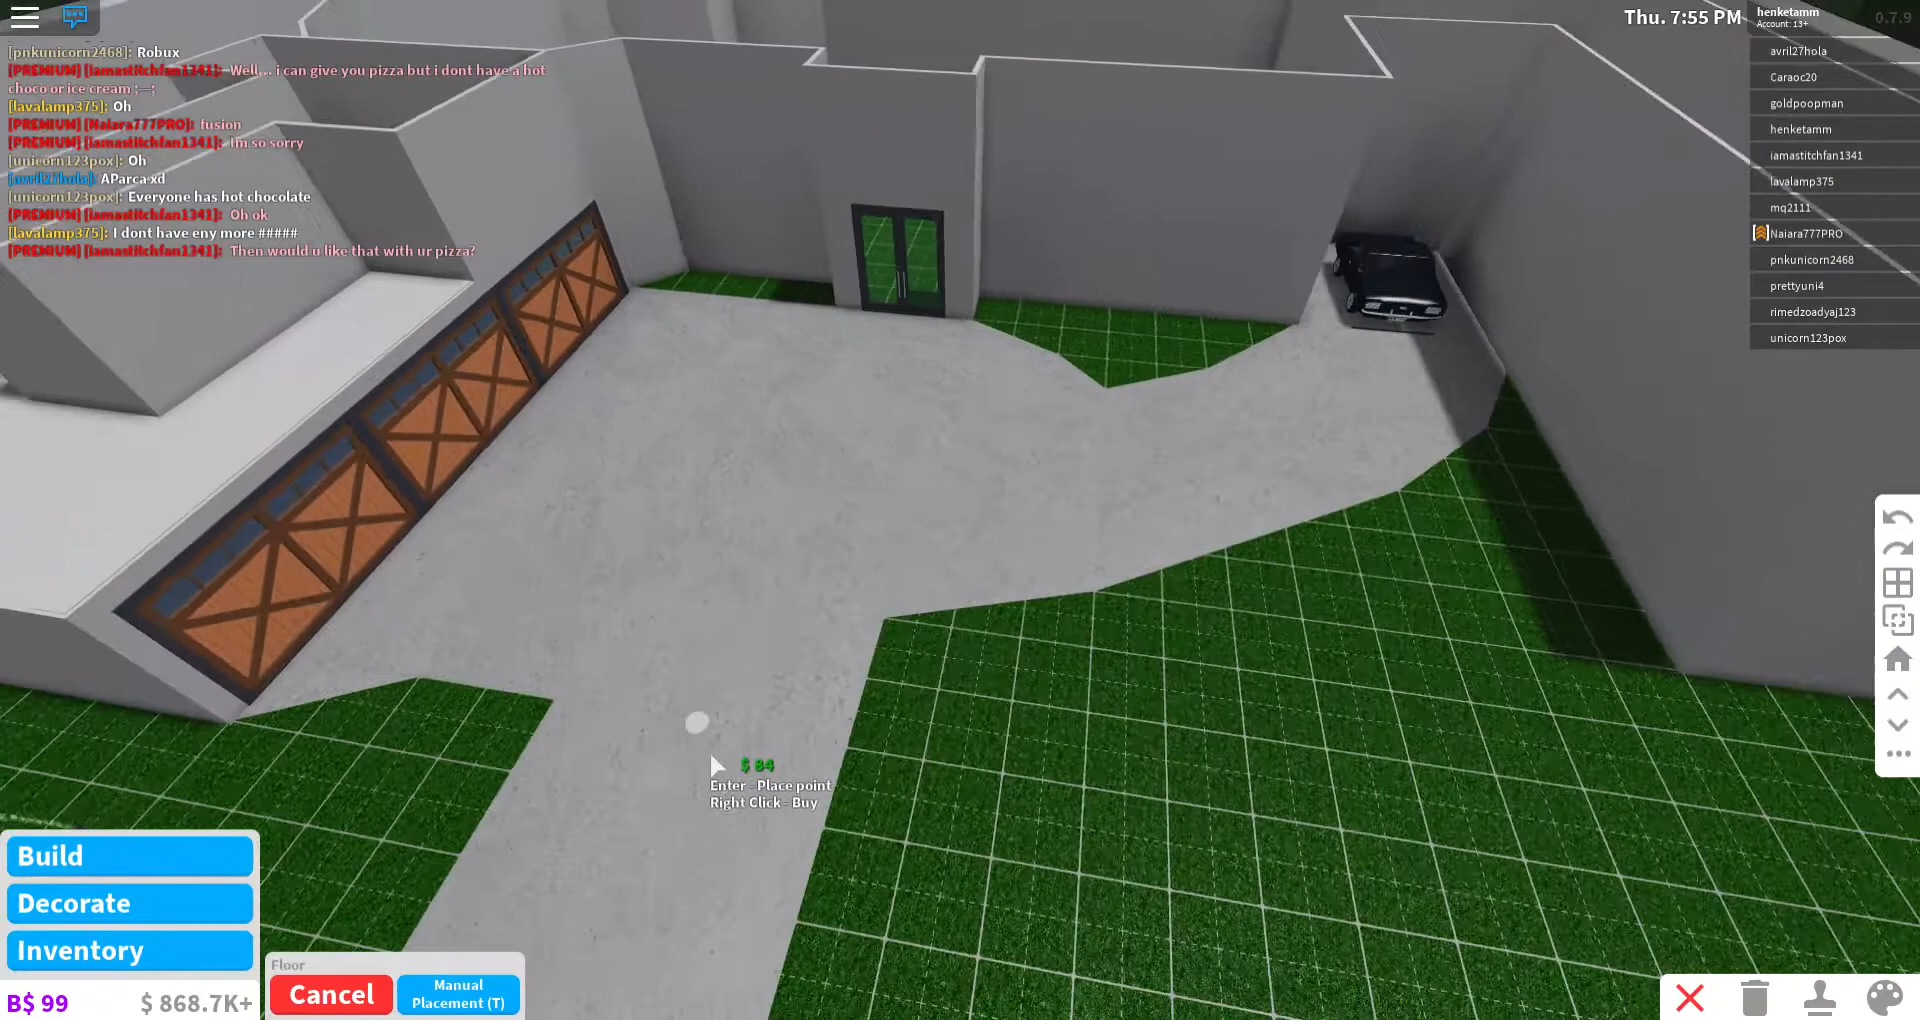 Thu. 7:55 PM
henketamm
Account: 13+
0.7.9
[pnkunicorn2468]: Robux
[PREMIUM] [iamastitchfan1341]: Well... i can give you pizza but i dont have a hot
choco or ice cream ;—;
[lavalamp375]: Oh
[PREMIUM] [Naiara777PRO]: fusion
[PREMIUM] [iamastitchfan1341]: Im so sorry
[unicorn123pox]: Oh
[avril27hola]: AParca xd
[unicorn123pox]: Everyone has hot chocolate
[PREMIUM] [iamastitchfan1341]: Oh ok
[lavalamp375]: I dont have eny more #####
[PREMIUM] [iamastitchfan1341]: Then would u like that with ur pizza?
avril27hola
Caraoc20
goldpoopman
henketamm
iamastitchfan1341
lavalamp375
mq2111
Naiara777PRO
pnkunicorn2468
prettyuni4
rimedzoadyaj123
unicorn123pox
$ 84
Enter - Place point
Right Click - Buy
Build
Decorate
Inventory
B$ 99
$ 868.7K+
Floor
Cancel
Manual
Placement (T)